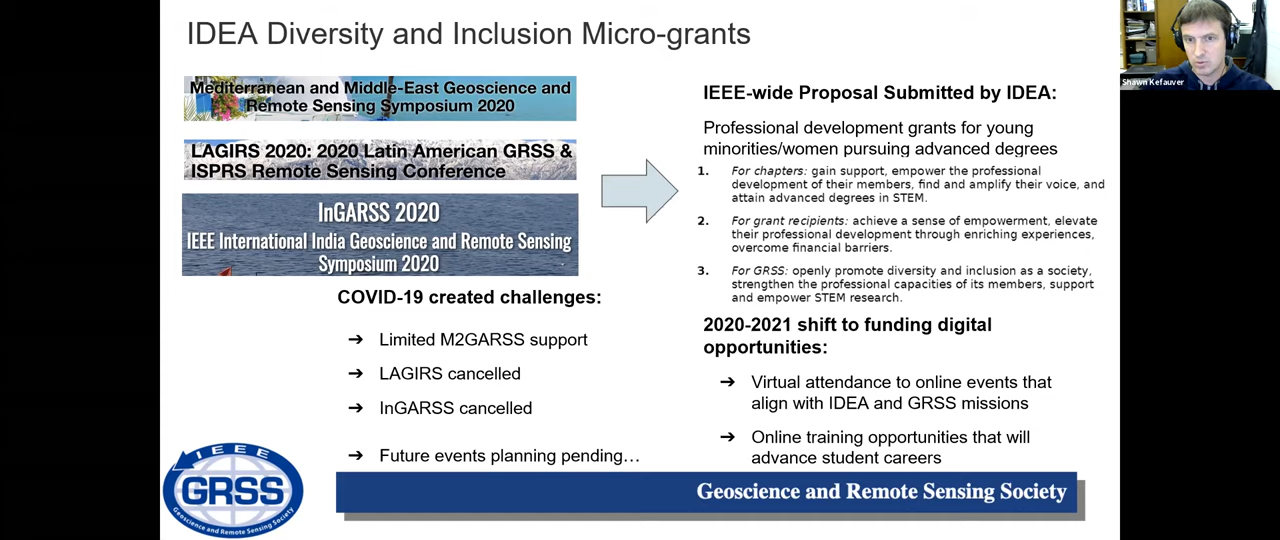 IDEA Diversity and Inclusion Micro-grants
Mediterranean and Middle-East Geoscience and
Remote Sensing Symposium 2020
LAGIRS 2020: 2020 Latin American GRSS &
ISPRS Remote Sensing Conference
InGARSS 2020
IEEE International India Geoscience and Remote Sensing
Symposium 2020
COVID-19 created challenges:
➔ Limited M2GARSS support
➔ LAGIRS cancelled
➔ InGARSS cancelled
➔ Future events planning pending…
IEEE-wide Proposal Submitted by IDEA:
Professional development grants for young
minorities/women pursuing advanced degrees
1. For chapters: gain support, empower the professional
development of their members, find and amplify their voice, and
attain advanced degrees in STEM.
2. For grant recipients: achieve a sense of empowerment, elevate
their professional development through enriching experiences,
overcome financial barriers.
3. For GRSS: openly promote diversity and inclusion as a society,
strengthen the professional capacities of its members, support
and empower STEM research.
2020-2021 shift to funding digital
opportunities:
➔ Virtual attendance to online events that
align with IDEA and GRSS missions
➔ Online training opportunities that will
advance student careers
IEEE
GRSS
Geoscience and Remote Sensing Society
Geoscience and Remote Sensing Society
Shawn Kefauver